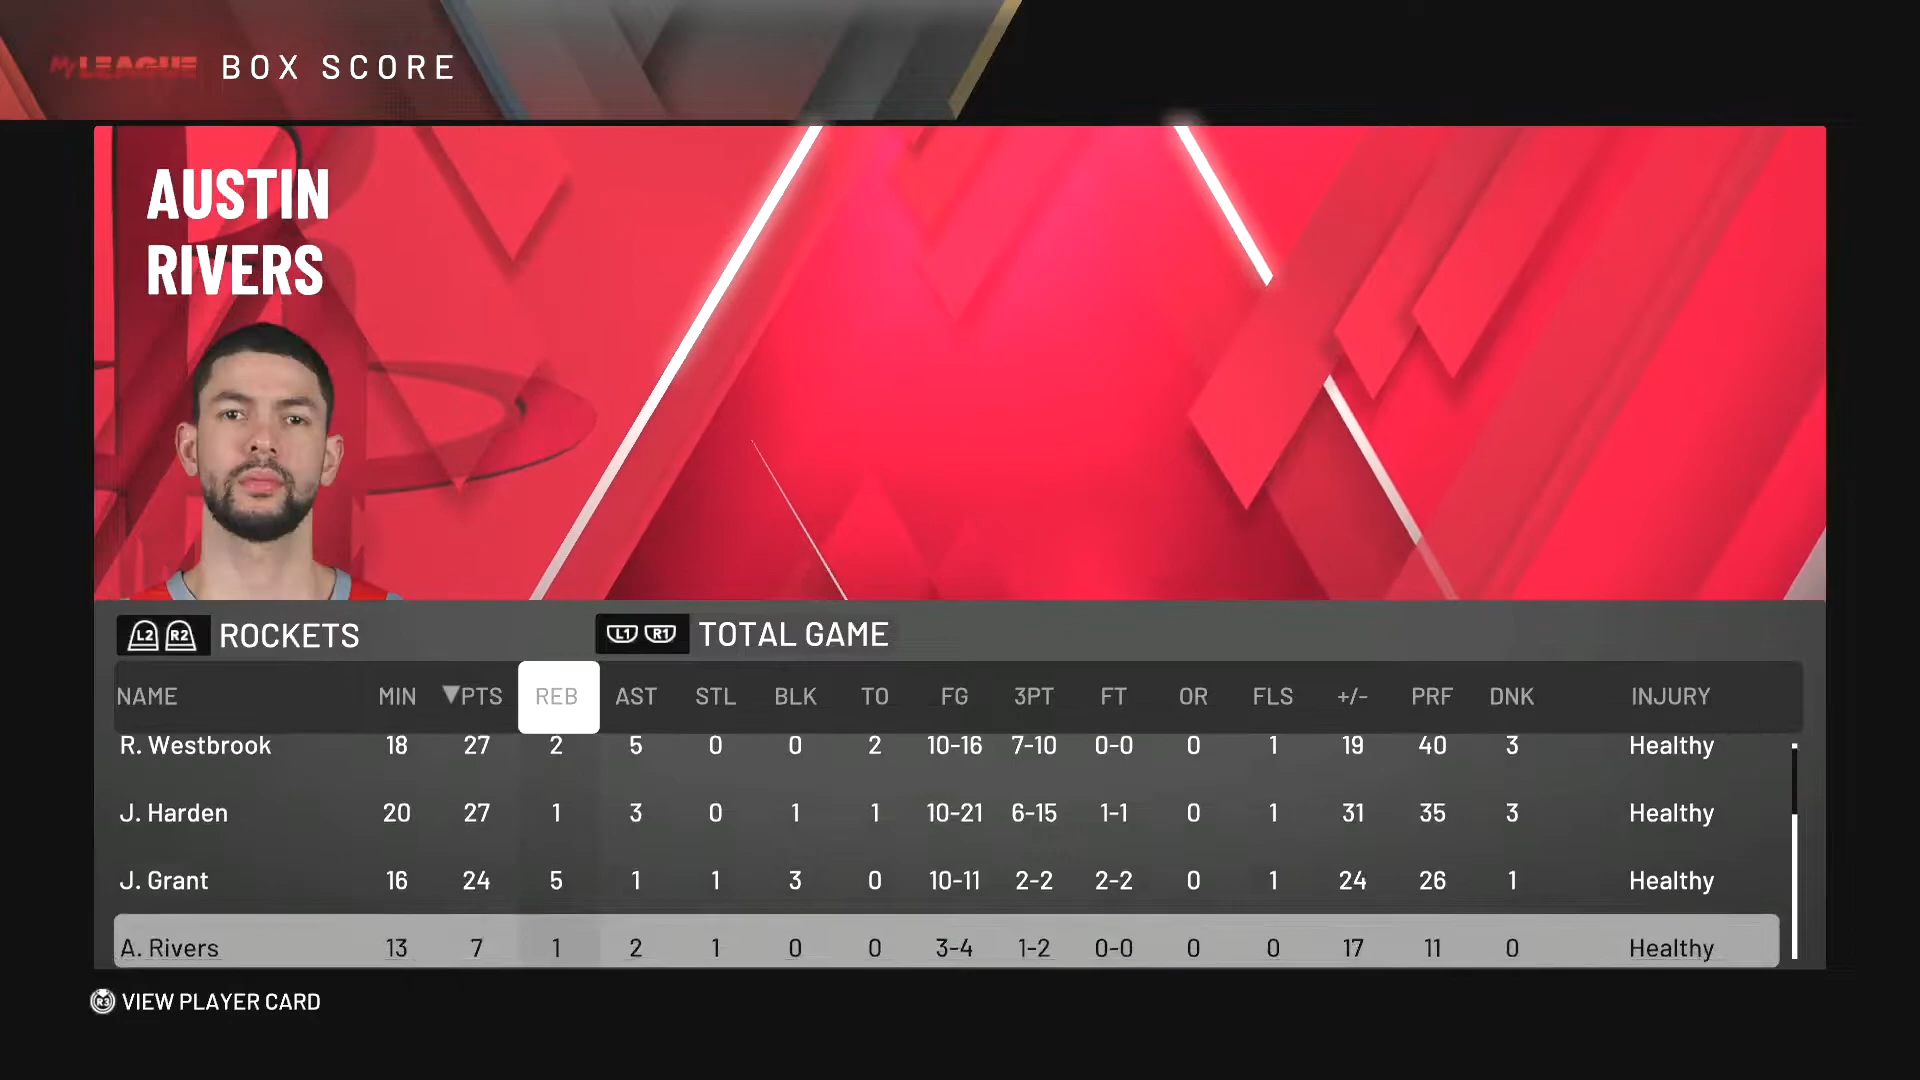 MyLEAGUE BOX SCORE
AUSTIN
RIVERS
L2 R2 ROCKETS L1 R1 TOTAL GAME
NAME MIN ▼PTS REB AST STL BLK TO FG 3PT FT OR FLS +/- PRF DNK INJURY
R. Westbrook 18 27 2 5 0 0 2 10-16 7-10 0-0 0 1 19 40 3 Healthy
J. Harden 20 27 1 3 0 1 1 10-21 6-15 1-1 0 1 31 35 3 Healthy
J. Grant 16 24 5 1 1 3 0 10-11 2-2 2-2 0 1 24 26 1 Healthy
A. Rivers 13 7 1 2 1 0 0 3-4 1-2 0-0 0 0 17 11 0 Healthy
R3 VIEW PLAYER CARD